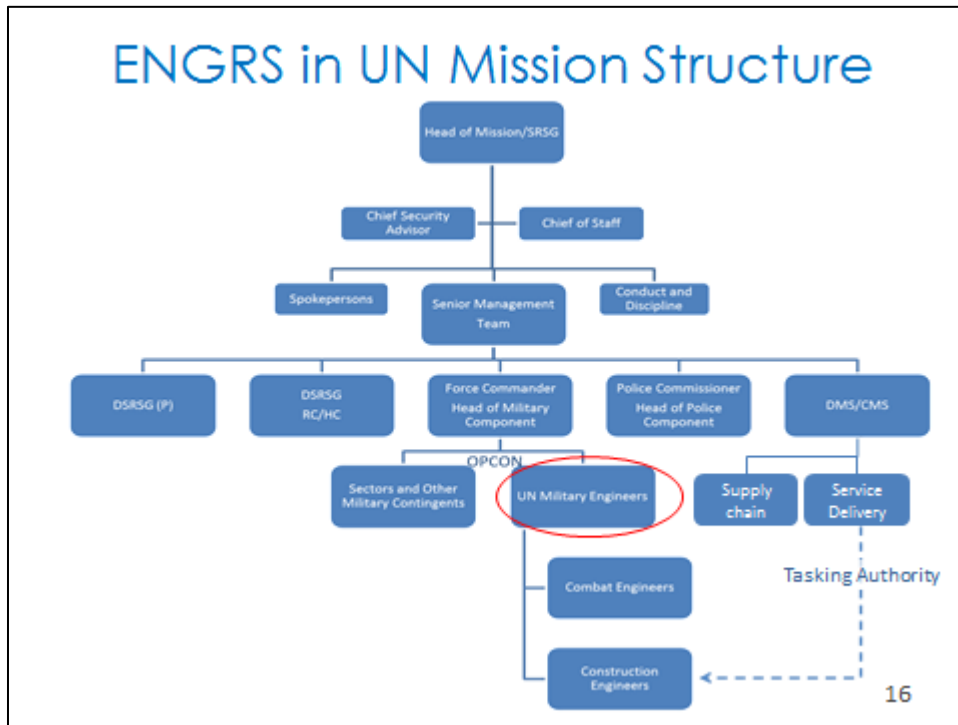 ENGRS in UN Mission Structure
Head of Mission/SRSG
Chief Security
Advisor
Chief of Staff
Spokepersons
Senior Management
Team
Conduct and
Discipline
DSRSG (P)
DSRSG
RC/HC
Force Commander
Head of Military
Component
Police Commissioner
Head of Police
Component
DMS/CMS
OPCON
Sectors and Other
Military Contingents
UN Military Engineers
Supply
chain
Service
Delivery
Tasking Authority
Combat Engineers
Construction
Engineers
16